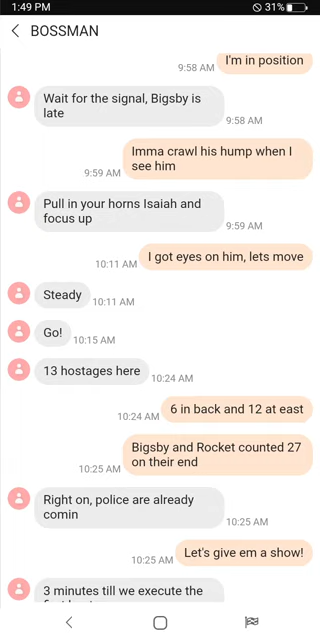 1:49 PM
31%
BOSSMAN
I'm in position
9:58 AM
Wait for the signal, Bigsby is
late
9:58 AM
Imma crawl his hump when I
see him
9:59 AM
Pull in your horns Isaiah and
focus up
9:59 AM
I got eyes on him, lets move
10:11 AM
Steady
10:11 AM
Go!
10:15 AM
13 hostages here
10:24 AM
6 in back and 12 at east
10:24 AM
Bigsby and Rocket counted 27
on their end
10:25 AM
Right on, police are already
comin
10:25 AM
Let's give em a show!
10:25 AM
3 minutes till we execute the